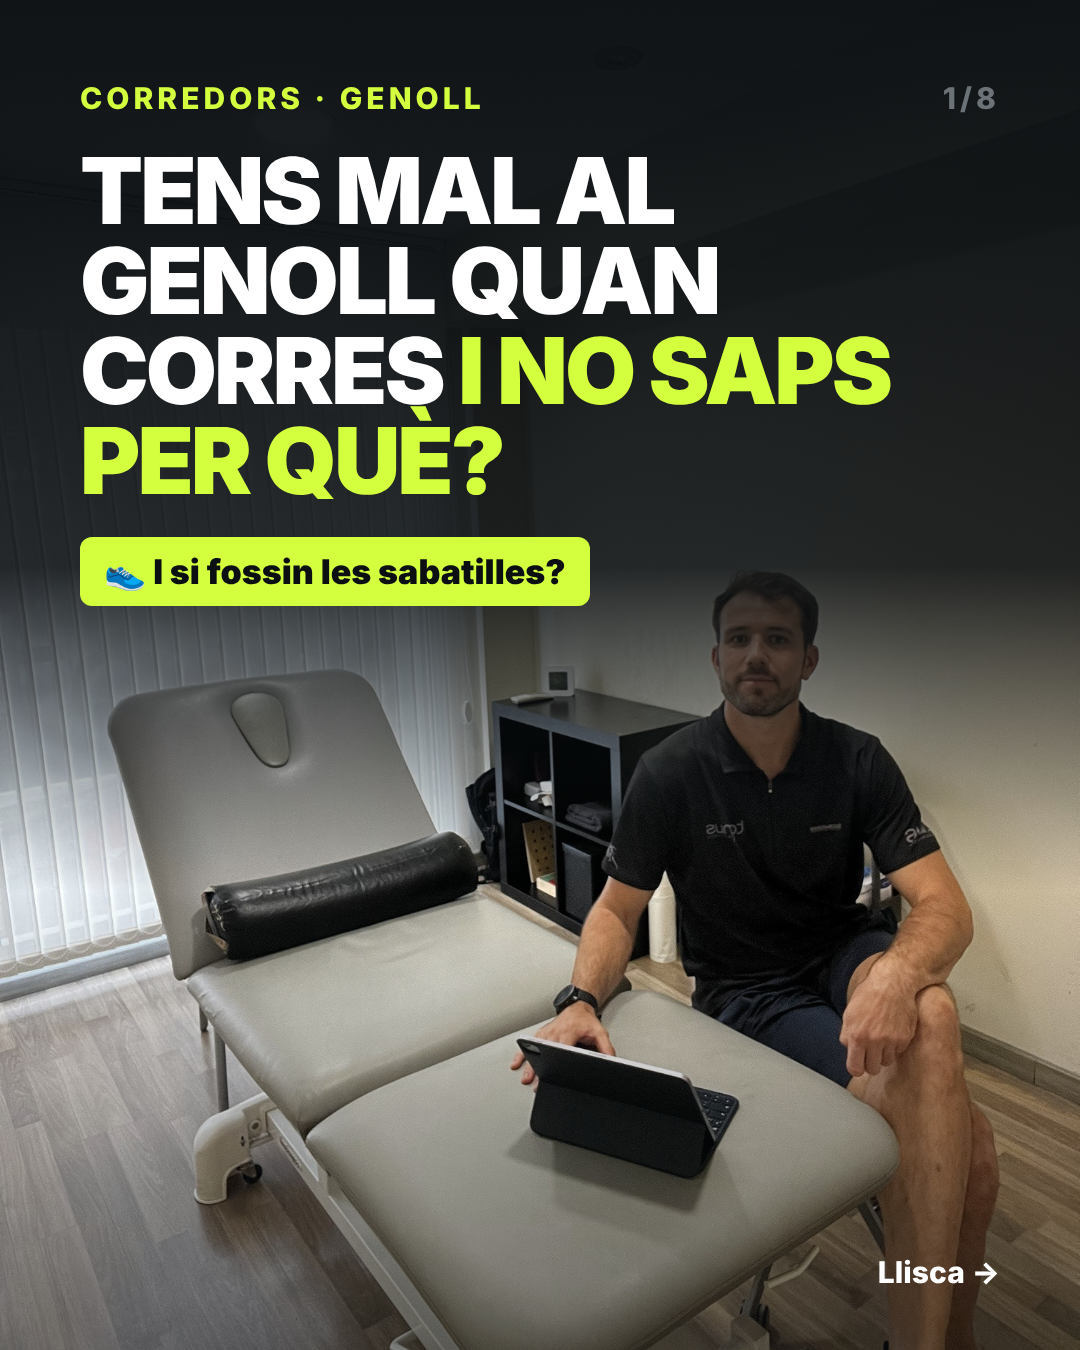 CORREDORS · GENOLL
1/8
TENS MAL AL
GENOLL QUAN
CORRES I NO SAPS
PER QUÈ?
👟 I si fossin les sabatilles?
Llisca →